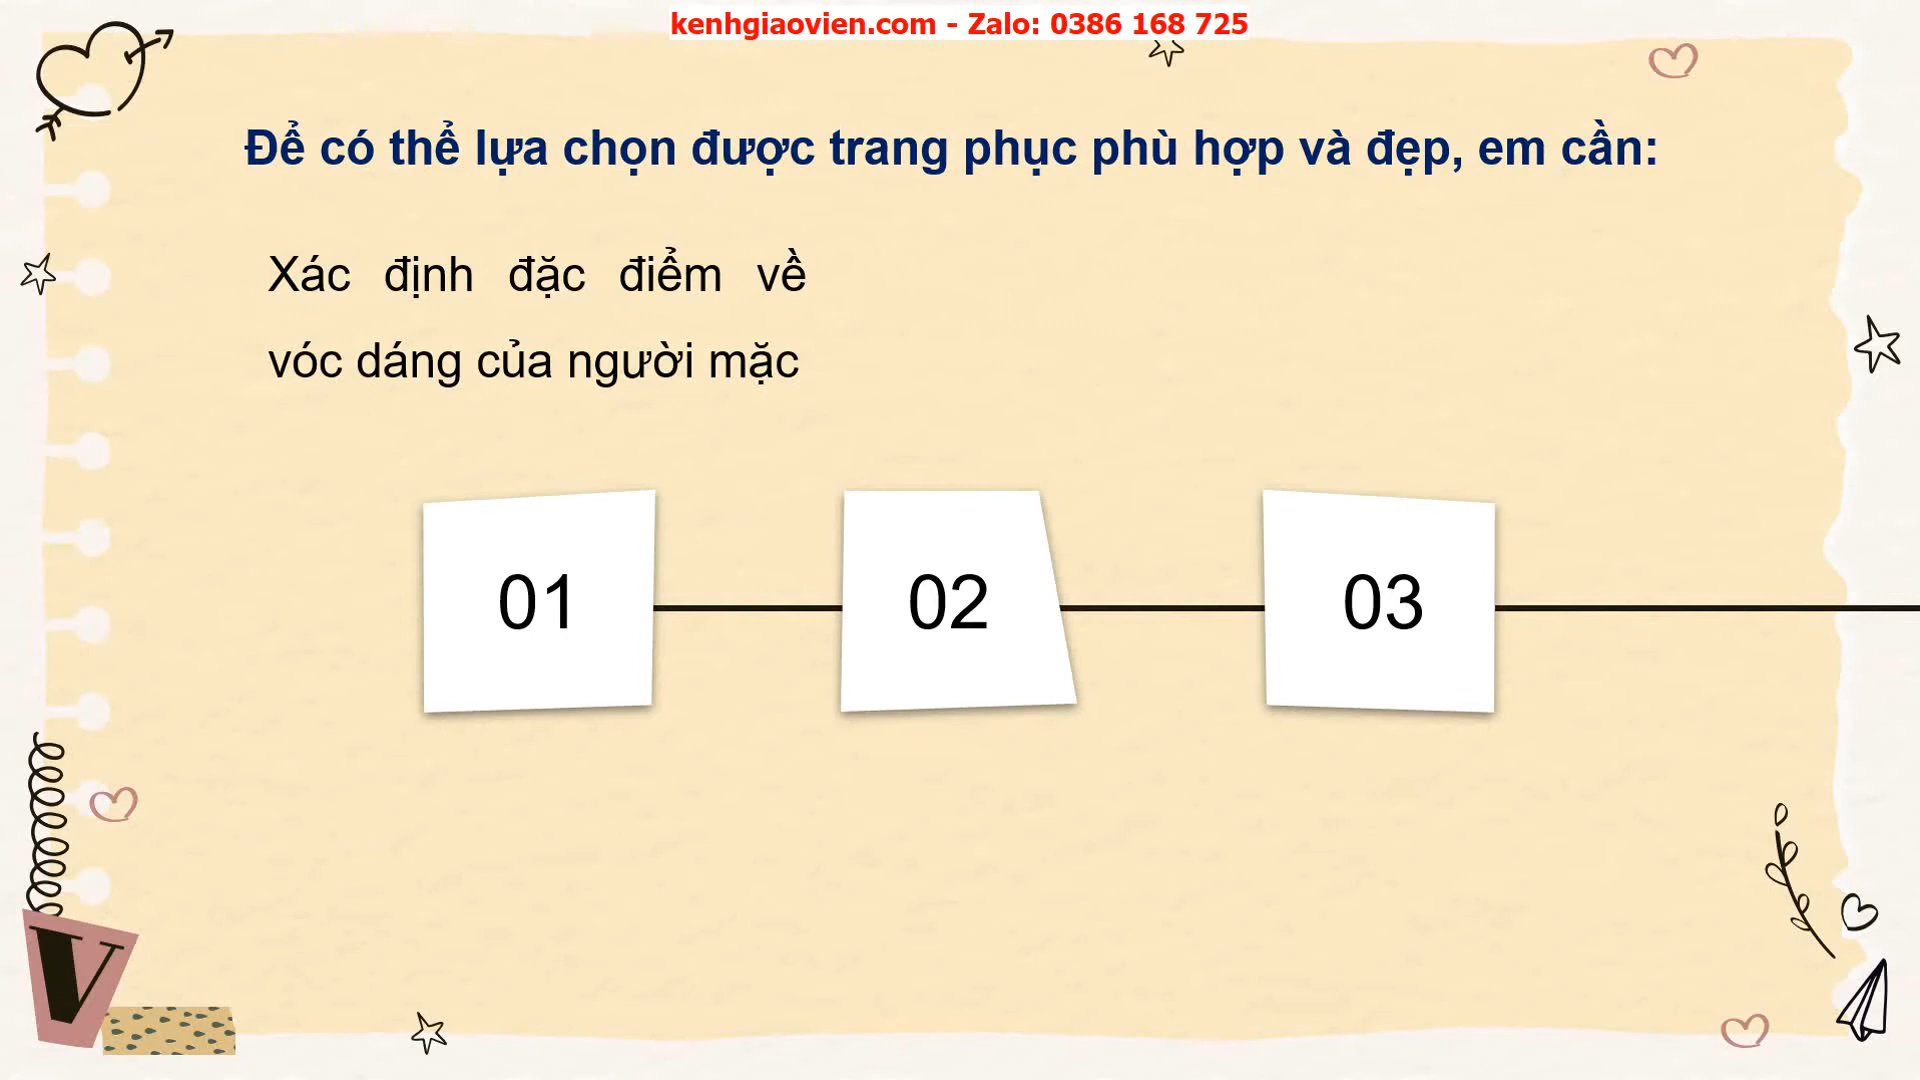 kenhgiaovien.com - Zalo: 0386 168 725
Để có thể lựa chọn được trang phục phù hợp và đẹp, em cần:
Xác định đặc điểm về
vóc dáng của người mặc
01
02
03
V